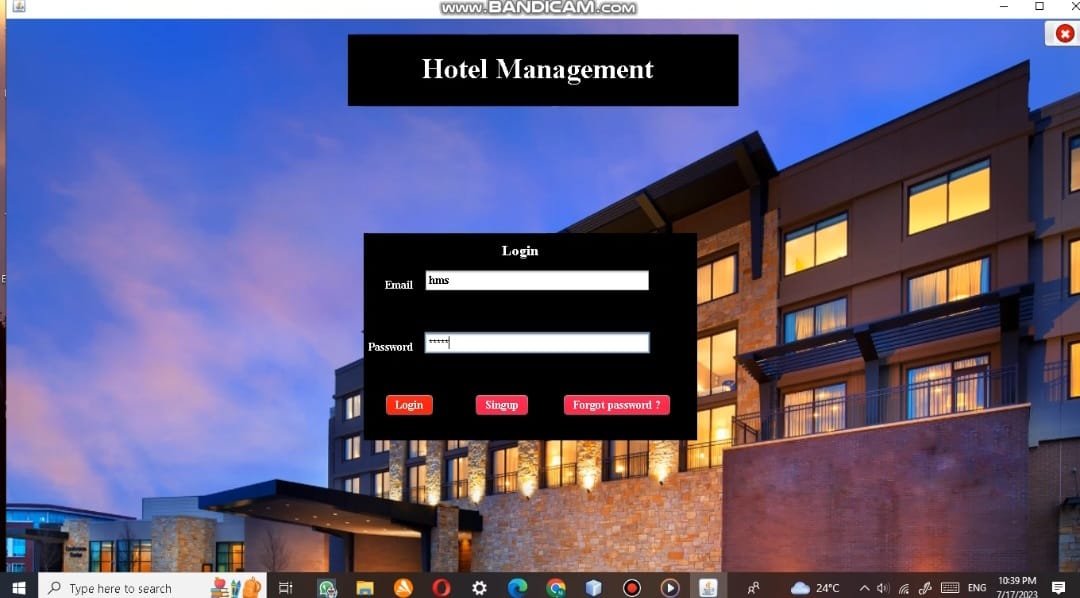 www.BANDICAM.com
Hotel Management
Login
Email
hms
Password
*****
Login
Singup
Forgot password ?
Type here to search
24°C
ENG
10:39 PM
7/17/2023